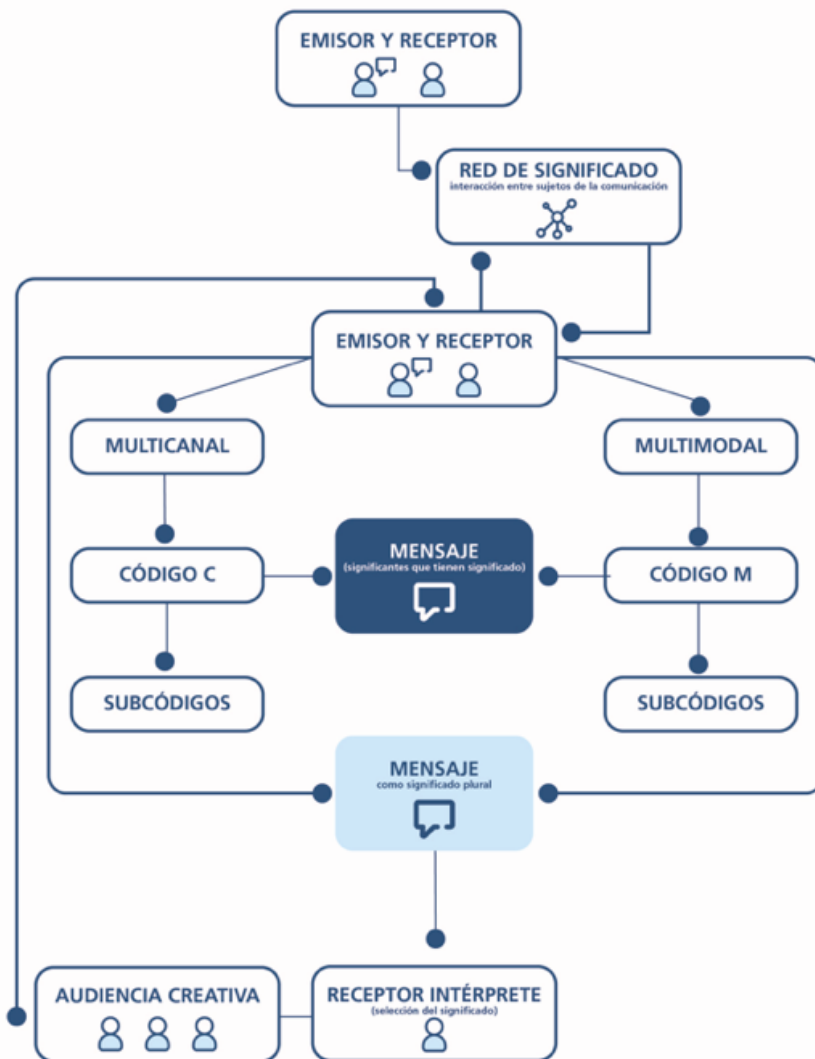 EMISOR Y RECEPTOR
RED DE SIGNIFICADO
interacción entre sujetos de la comunicación
EMISOR Y RECEPTOR
MULTICANAL
MULTIMODAL
CÓDIGO C
MENSAJE
(significantes que tienen significado)
CÓDIGO M
SUBCÓDIGOS
SUBCÓDIGOS
MENSAJE
como significado plural
AUDIENCIA CREATIVA
RECEPTOR INTÉRPRETE
(selección del significado)